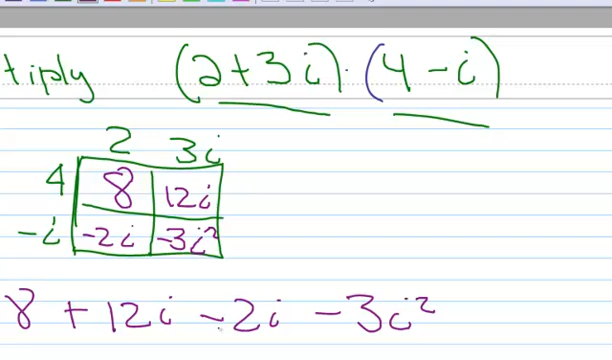 tiply (2+3i)·(4-i)
2 3i
4 8 12i
-i -2i -3i²
8 + 12i - 2i - 3i²